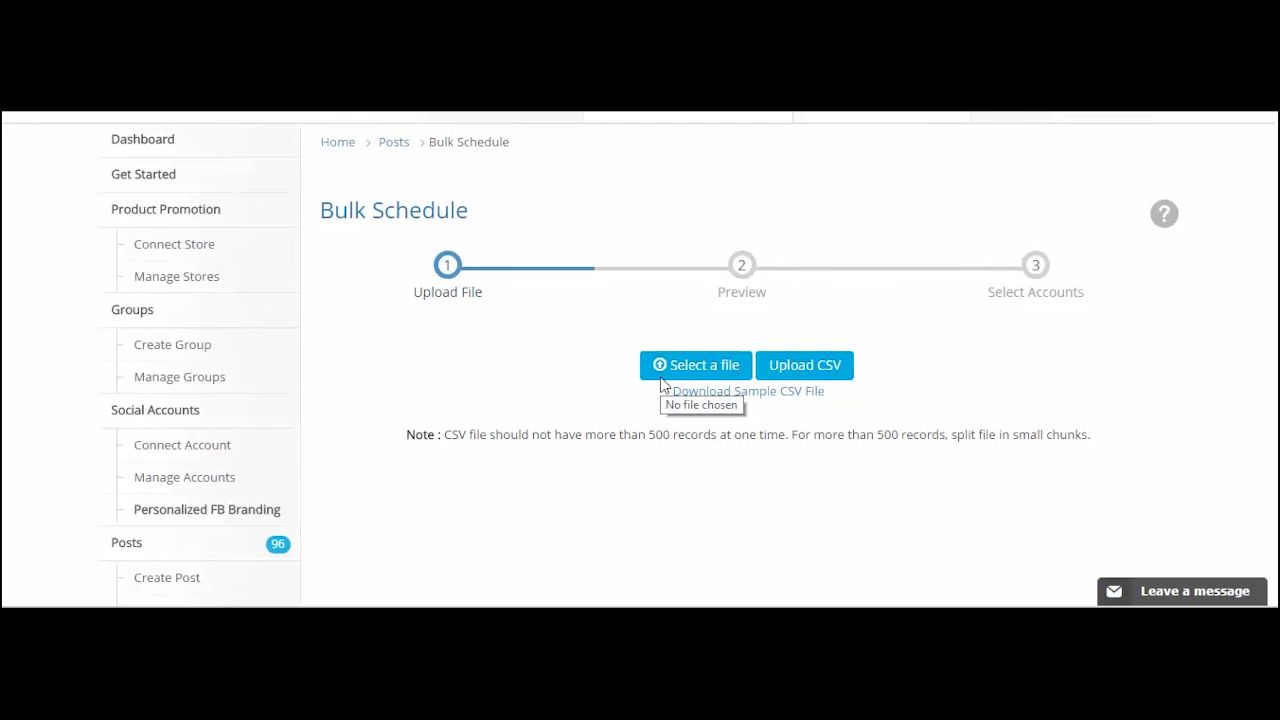 Dashboard
Get Started
Product Promotion
Connect Store
Manage Stores
Groups
Create Group
Manage Groups
Social Accounts
Connect Account
Manage Accounts
Personalized FB Branding
Posts 96
Create Post
Home > Posts > Bulk Schedule
Bulk Schedule
?
1 2 3
Upload File Preview Select Accounts
Select a file Upload CSV
Download Sample CSV File
No file chosen
Note : CSV file should not have more than 500 records at one time. For more than 500 records, split file in small chunks.
Leave a message